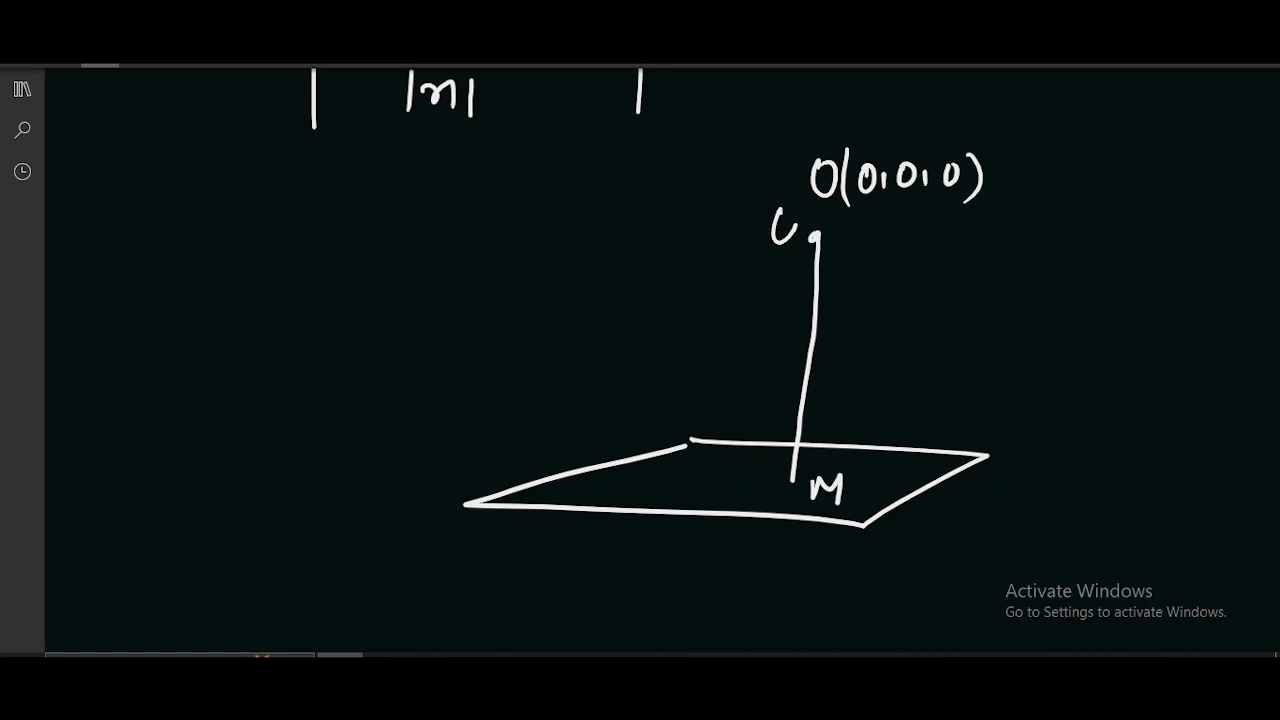 |n|
O(0,0,0)
M
Activate Windows
Go to Settings to activate Windows.